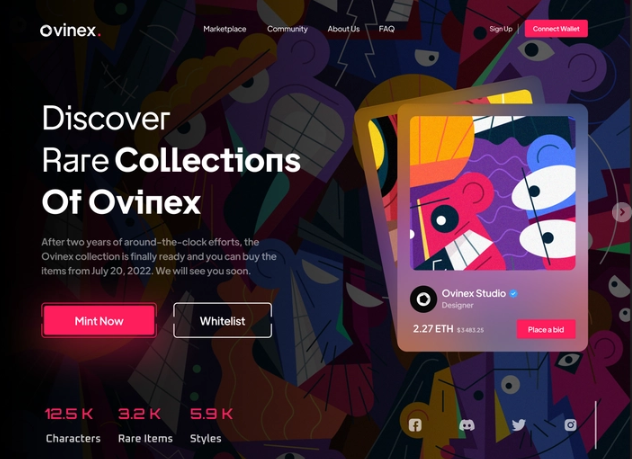 Ovinex.
Marketplace
Community
About Us
FAQ
Sign Up
Connect Wallet
Discover
Rare Collections
Of Ovinex
After two years of around-the-clock efforts, the
Ovinex collection is finally ready and you can buy the
items from July 20, 2022. We will see you soon.
Mint Now
Whitelist
Ovinex Studio
Designer
2.27 ETH $3 483.25
Place a bid
12.5 K
3.2 K
5.9 K
Characters
Rare Items
Styles